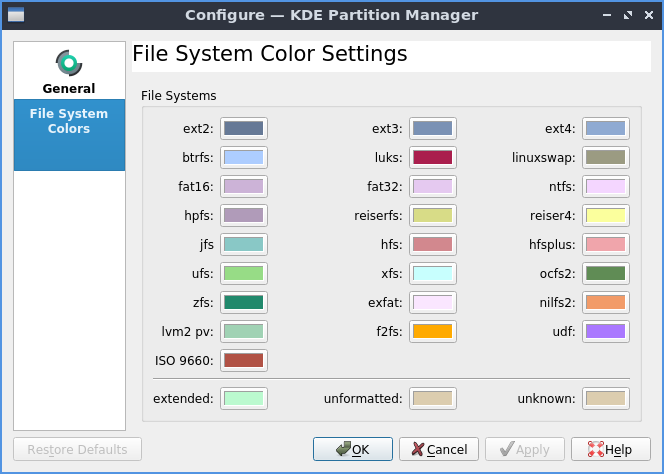 Configure — KDE Partition Manager
General
File System
Colors
File System Color Settings
File Systems
ext2: ext3: ext4:
btrfs: luks: linuxswap:
fat16: fat32: ntfs:
hpfs: reiserfs: reiser4:
jfs hfs: hfsplus:
ufs: xfs: ocfs2:
zfs: exfat: nilfs2:
lvm2 pv: f2fs: udf:
ISO 9660:
extended: unformatted: unknown:
Restore Defaults OK Cancel Apply Help